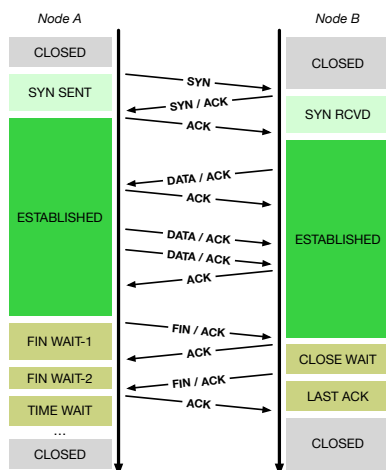 Node A
Node B
CLOSED
CLOSED
SYN
SYN SENT
SYN / ACK
SYN RCVD
ACK
DATA / ACK
ACK
ESTABLISHED
ESTABLISHED
DATA / ACK
DATA / ACK
ACK
FIN / ACK
FIN WAIT-1
ACK
CLOSE WAIT
FIN WAIT-2
FIN / ACK
LAST ACK
TIME WAIT
ACK
...
CLOSED
CLOSED